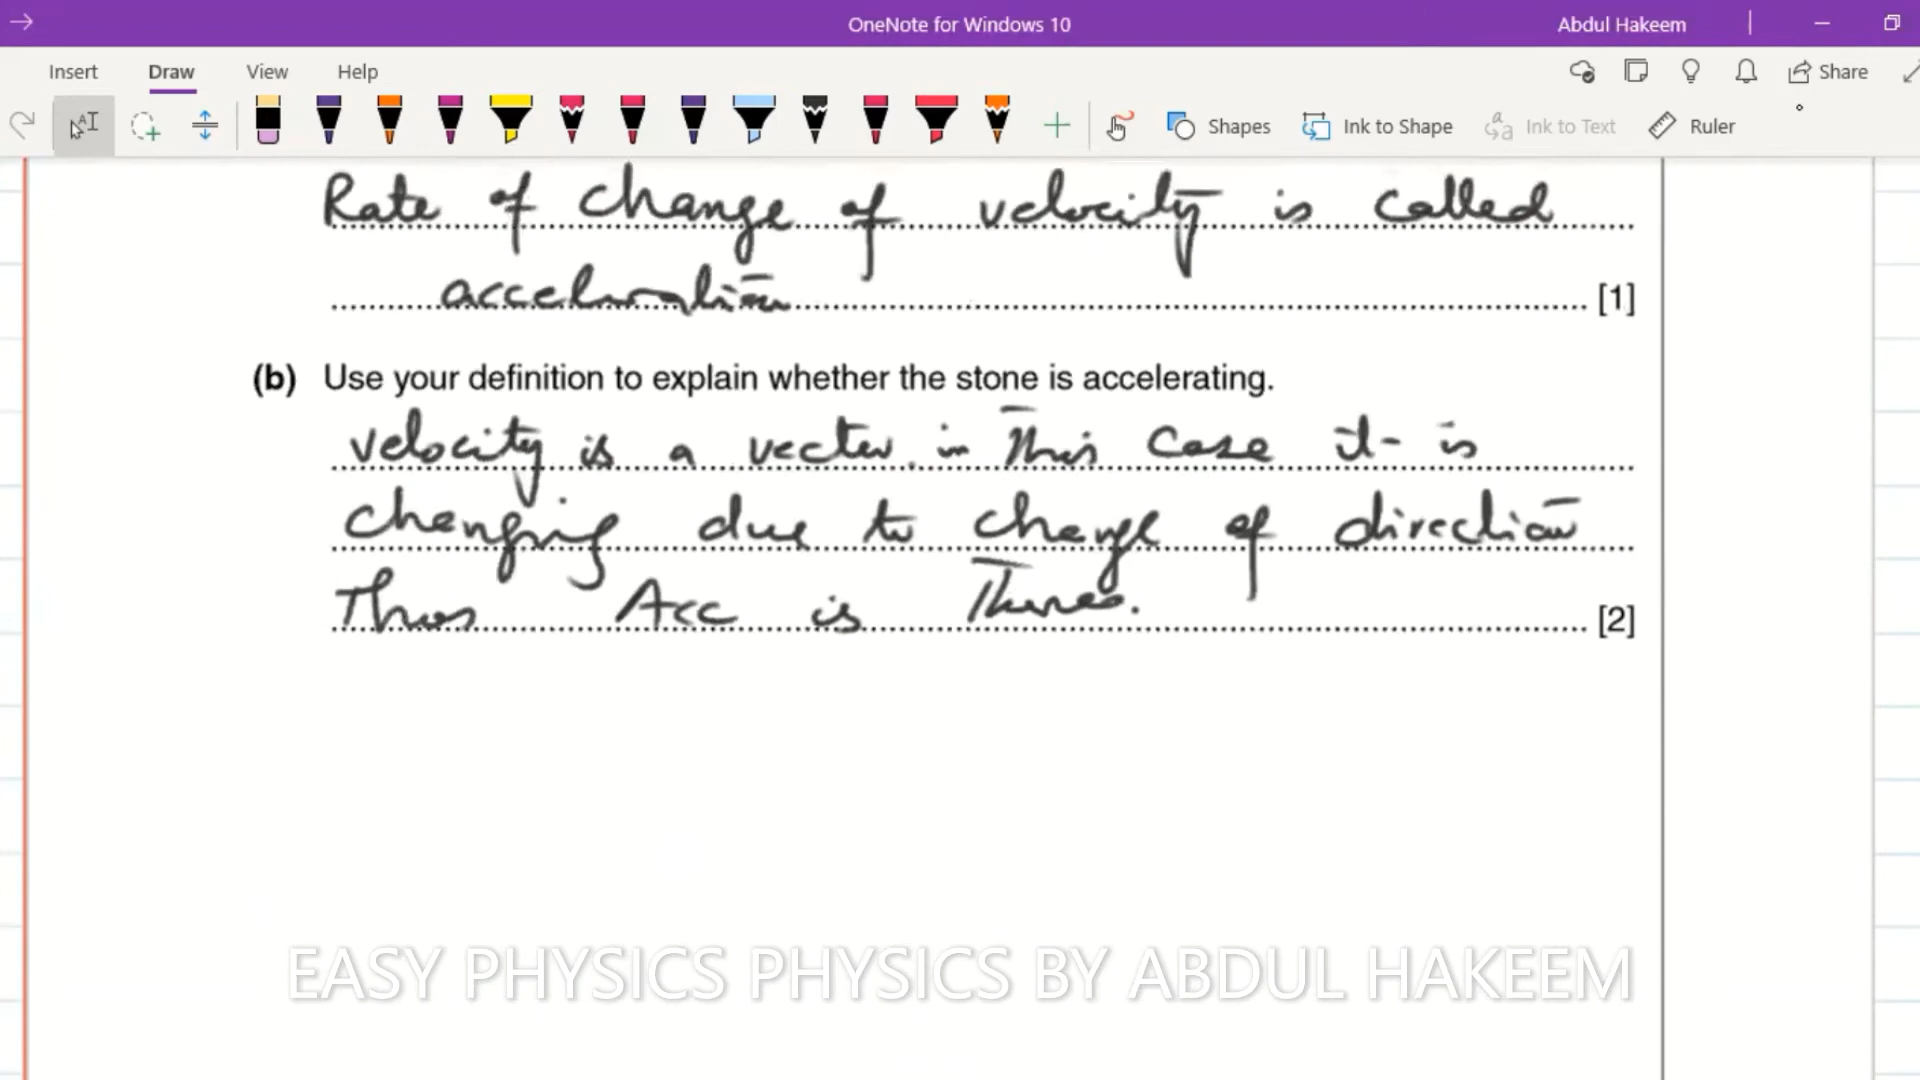 OneNote for Windows 10
Abdul Hakeem
Insert Draw View Help
Share
Shapes Ink to Shape Ink to Text Ruler
Rate of change of velocity is called
acceleration [1]
(b) Use your definition to explain whether the stone is accelerating.
velocity is a vector. in this case it is
changing due to change of direction
Thus Acc is There. [2]
EASY PHYSICS PHYSICS BY ABDUL HAKEEM